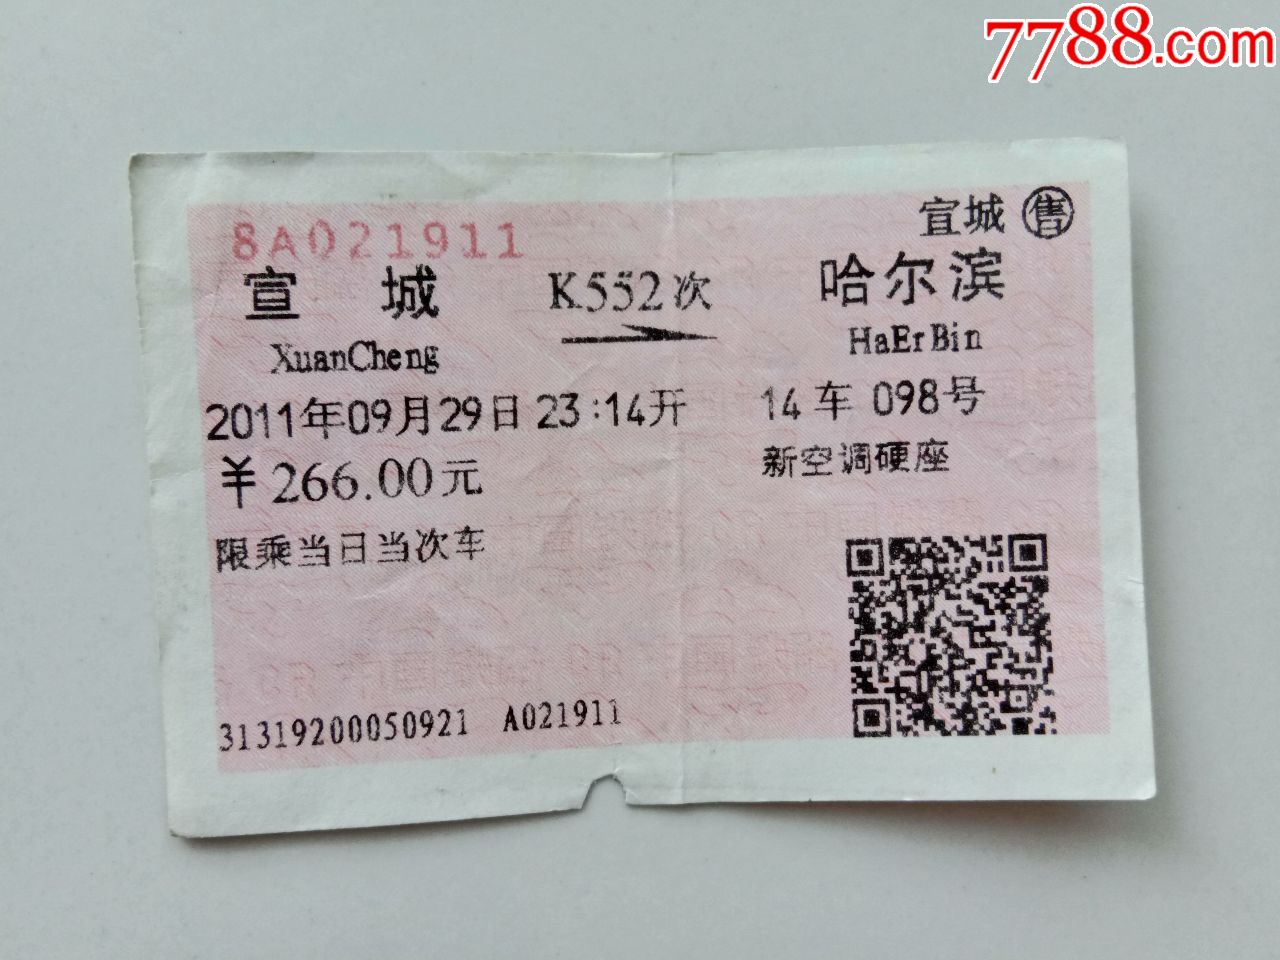 7788.com
宣城 售
8A021911
宣城 K552次 哈尔滨
XuanCheng HaErBin
2011年09月29日 23:14开 14车 098号
¥266.00元 新空调硬座
限乘当日当次车
31319200050921 A021911